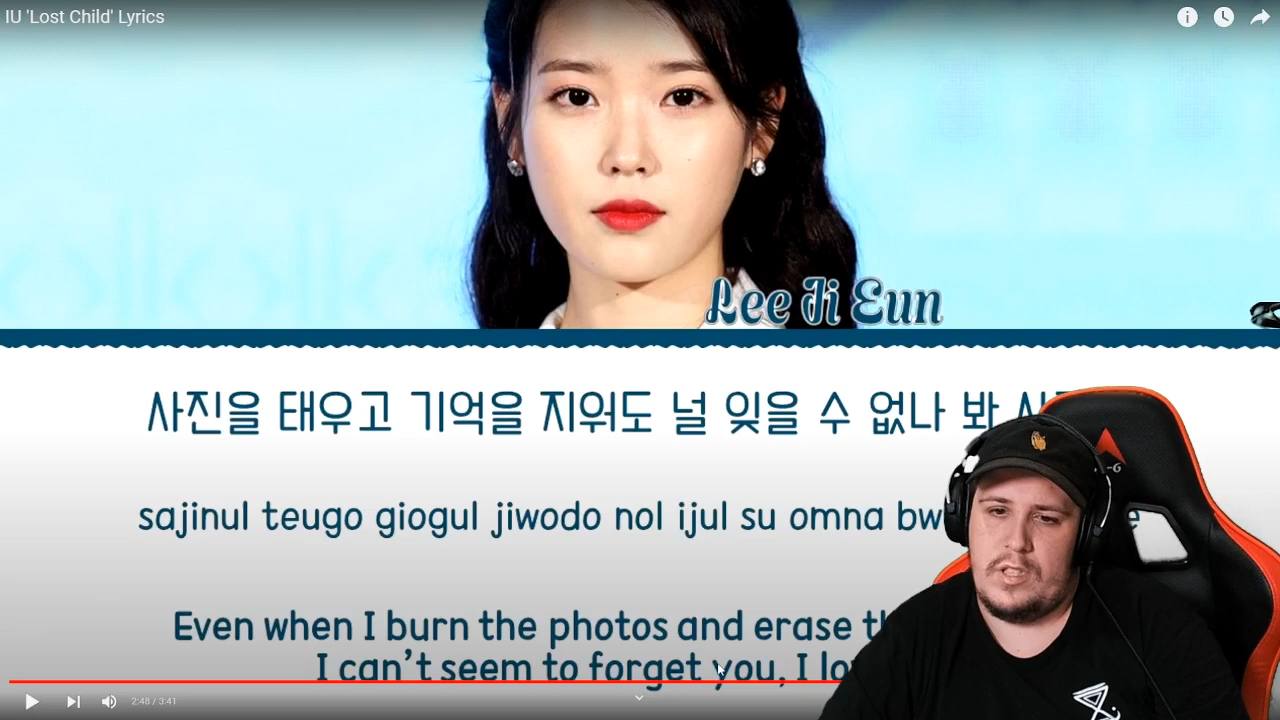 IU 'Lost Child' Lyrics
Lee Ji Eun
사진을 태우고 기억을 지워도 널 잊을 수 없나 봐
sajinul teugo giogul jiwodo nol ijul su omna
Even when I burn the photos and erase
I can't seem to forget you, I
2:48 / 3:41